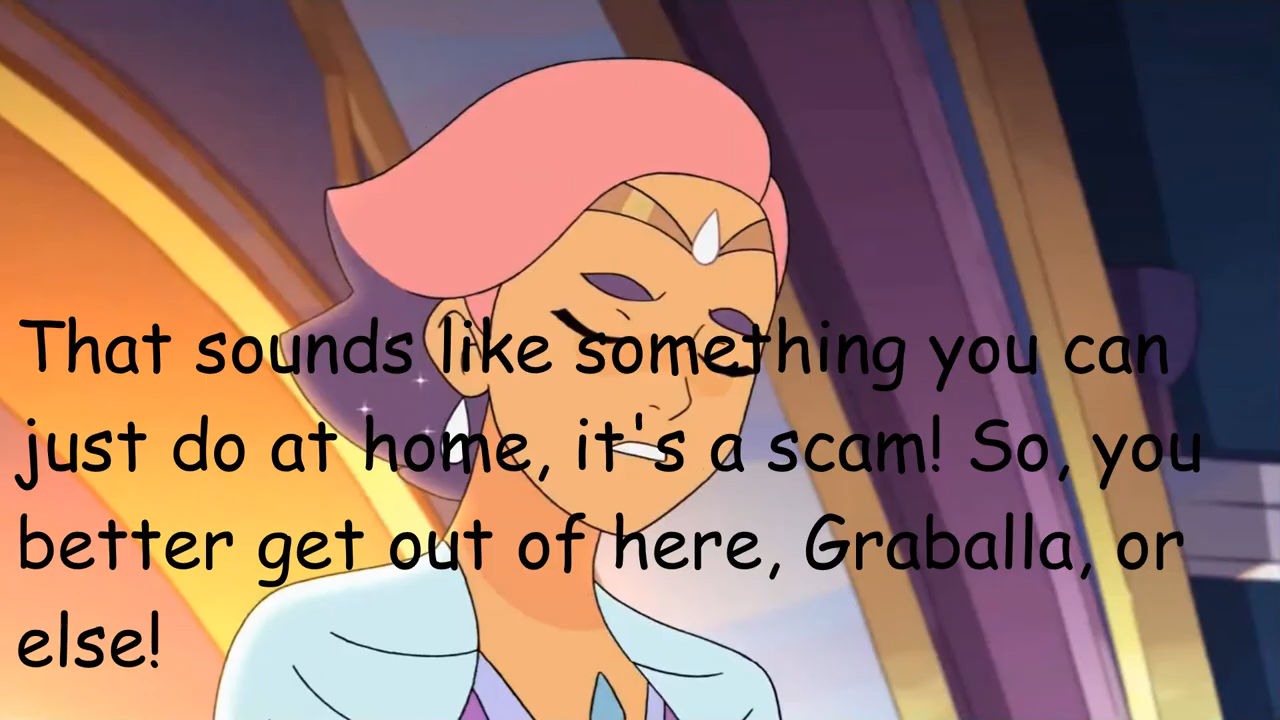 That sounds like something you can
just do at home, it's a scam! So, you
better get out of here, Graballa, or
else!